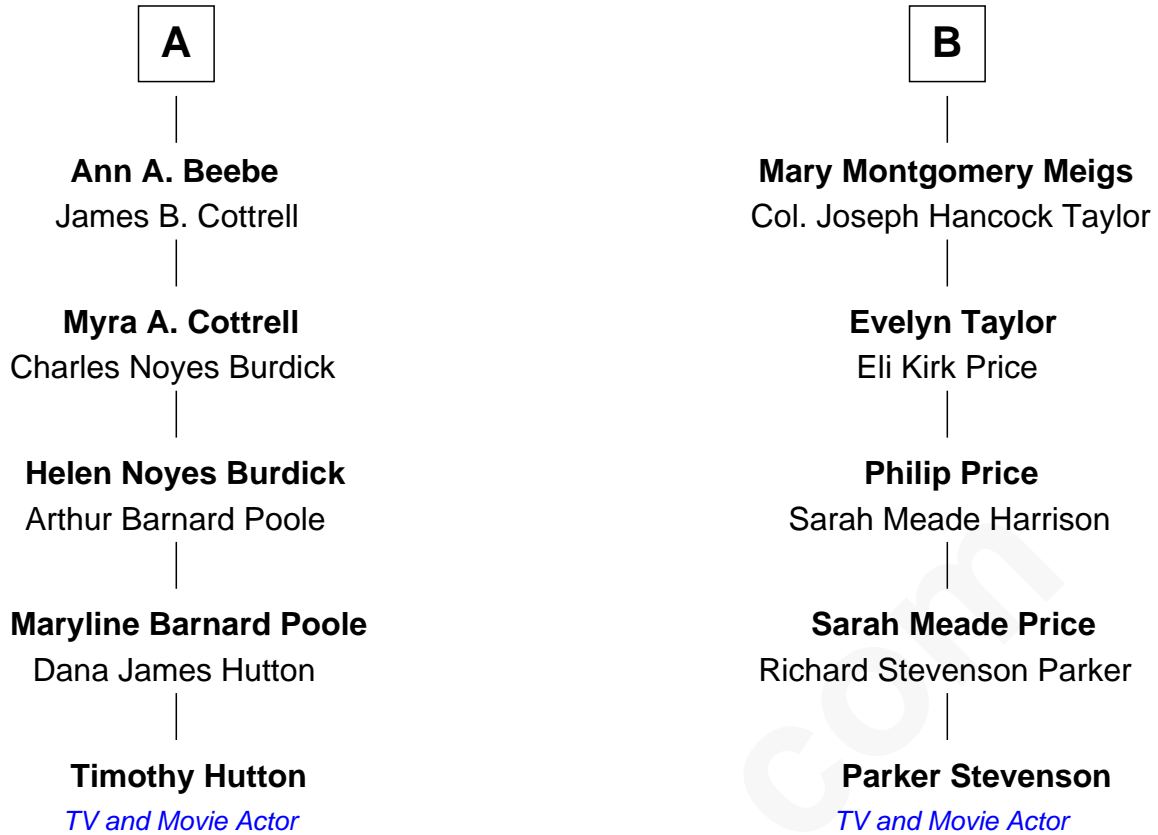 A
Ann A. Beebe
James B. Cottrell
Myra A. Cottrell
Charles Noyes Burdick
Helen Noyes Burdick
Arthur Barnard Poole
Maryline Barnard Poole
Dana James Hutton
Timothy Hutton
TV and Movie Actor
B
Mary Montgomery Meigs
Col. Joseph Hancock Taylor
Evelyn Taylor
Eli Kirk Price
Philip Price
Sarah Meade Harrison
Sarah Meade Price
Richard Stevenson Parker
Parker Stevenson
TV and Movie Actor
com